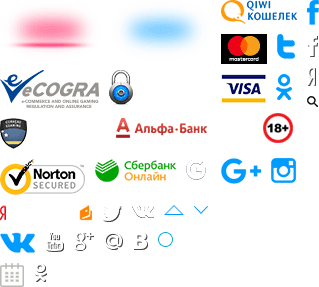 QIWI
КОШЕЛЕК
mastercard
eCOGRA
e-COMMERCE AND ONLINE GAMING
REGULATION AND ASSURANCE
VISA
Я
Альфа·Банк
18+
Norton
SECURED
Сбербанк
Онлайн
G
G+
Я
You
Tube
g+
@
B